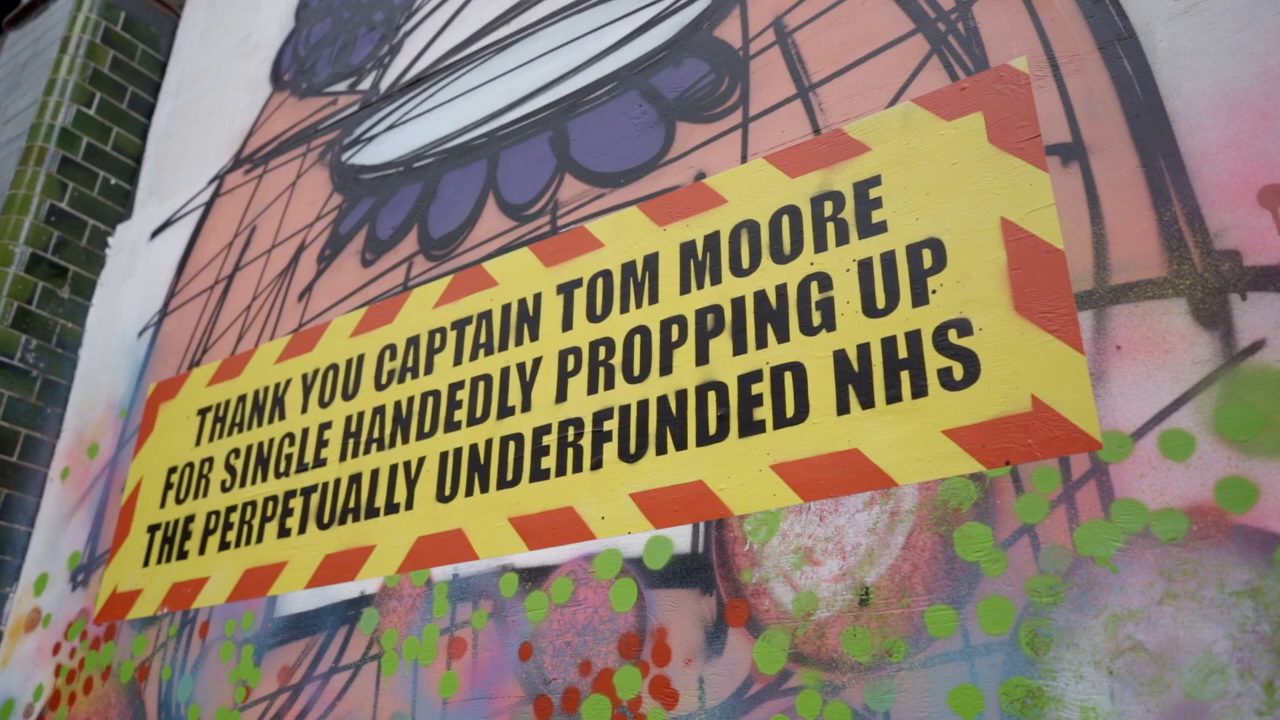 THANK YOU CAPTAIN TOM MOORE
FOR SINGLE HANDEDLY PROPPING UP
THE PERPETUALLY UNDERFUNDED NHS